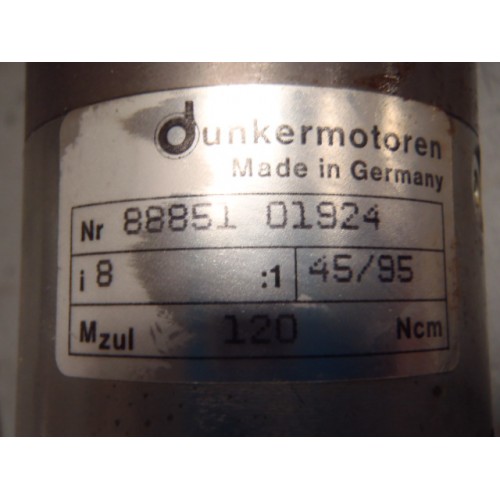 dunkermotoren
Made in Germany
Nr 88851 01924
i 8 :1 45/95
Mzul 120 Ncm